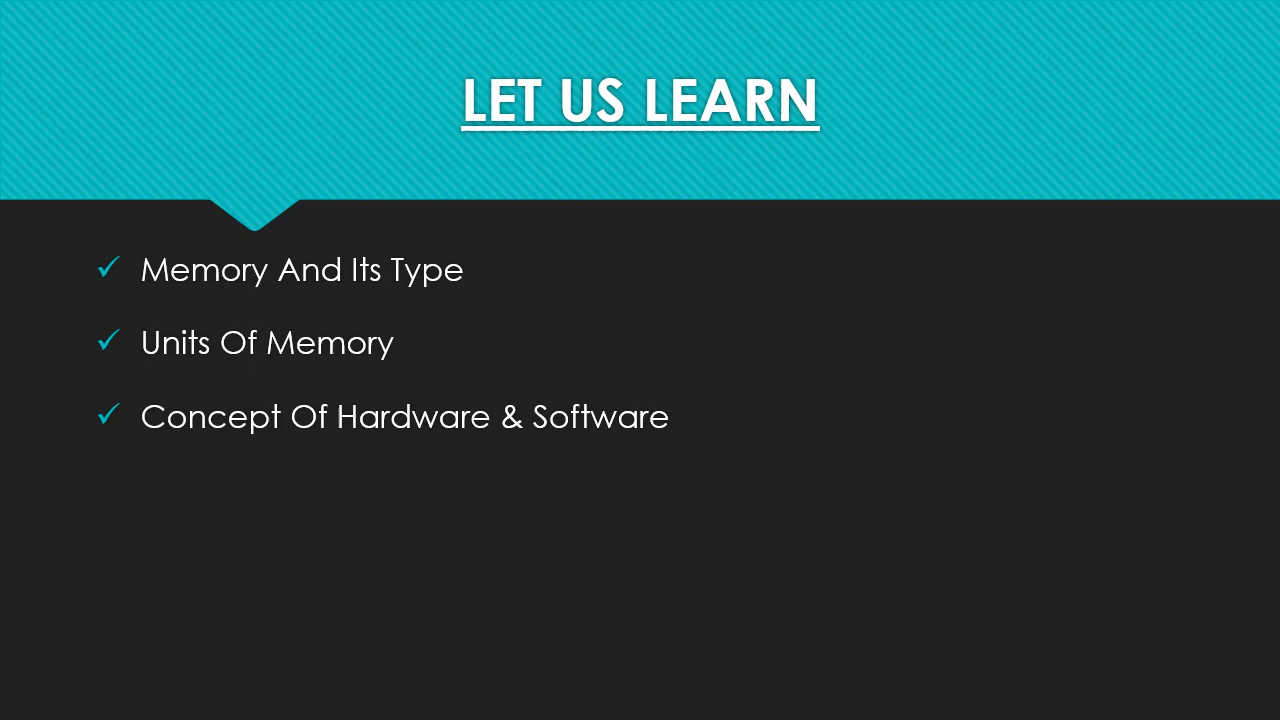 LET US LEARN
✓ Memory And Its Type
✓ Units Of Memory
✓ Concept Of Hardware & Software